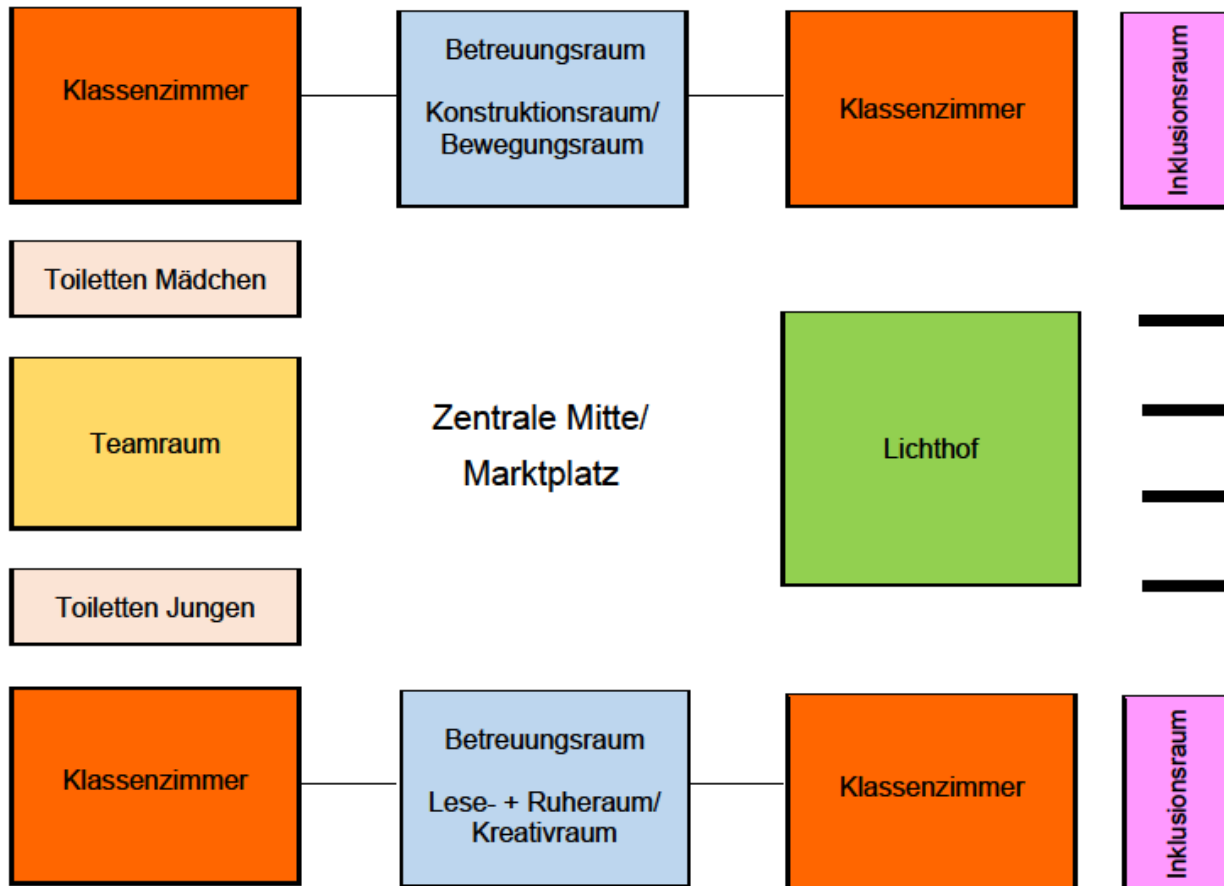 Klassenzimmer
Betreuungsraum
Konstruktionsraum/
Bewegungsraum
Klassenzimmer
Inklusionsraum
Toiletten Mädchen
Teamraum
Zentrale Mitte/
Marktplatz
Lichthof
Toiletten Jungen
Klassenzimmer
Betreuungsraum
Lese- + Ruheraum/
Kreativraum
Klassenzimmer
Inklusionsraum